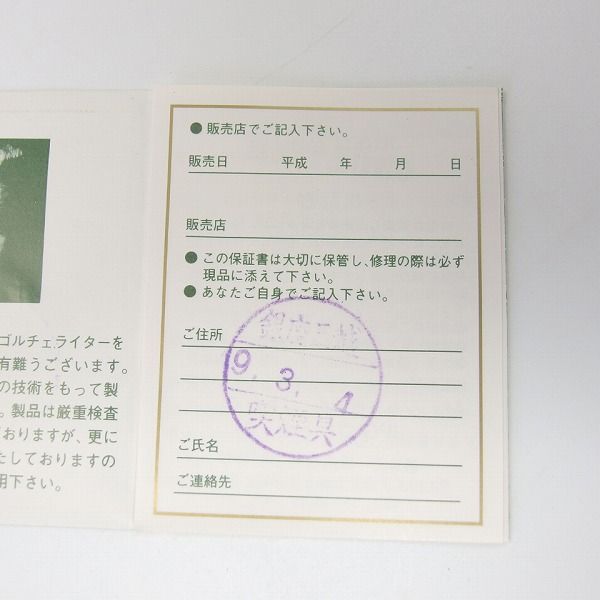 ゴルチェライターを
有難うございます。
の技術をもって製
。製品は厳重検査
おりますが、更に
たしておりますの
用下さい。
● 販売店でご記入下さい。
販売日 平成 年 月 日
販売店
● この保証書は大切に保管し、修理の際は必ず
現品に添えて下さい。
● あなたご自身でご記入下さい。
ご住所
銀座
9. 3. 4
喫煙具
ご氏名
ご連絡先